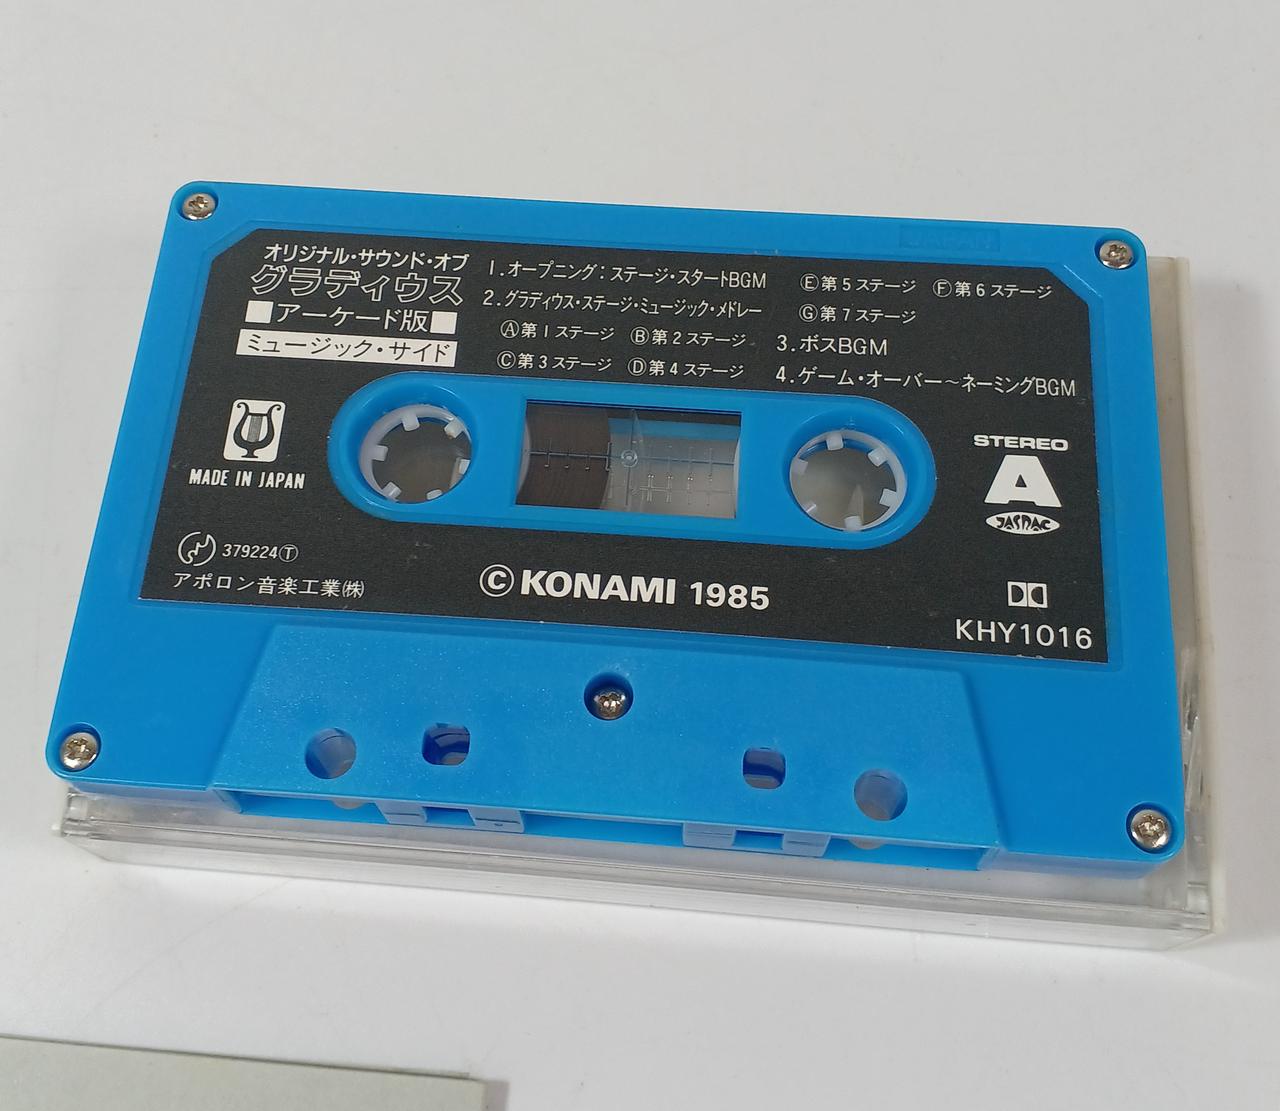 オリジナル・サウンド・オブ
グラディウス
■アーケード版■
ミュージック・サイド
1.オープニング:ステージ・スタートBGM
2.グラディウス・ステージ・ミュージック・メドレー
Ⓐ第1ステージ Ⓑ第2ステージ
Ⓒ第3ステージ Ⓓ第4ステージ
Ⓔ第5ステージ Ⓕ第6ステージ
Ⓖ第7ステージ
3.ボスBGM
4.ゲーム・オーバー〜ネーミングBGM
MADE IN JAPAN
STEREO
A
JASRAC
379224Ⓣ
アポロン音楽工業㈱
© KONAMI 1985
KHY1016
JAPAN